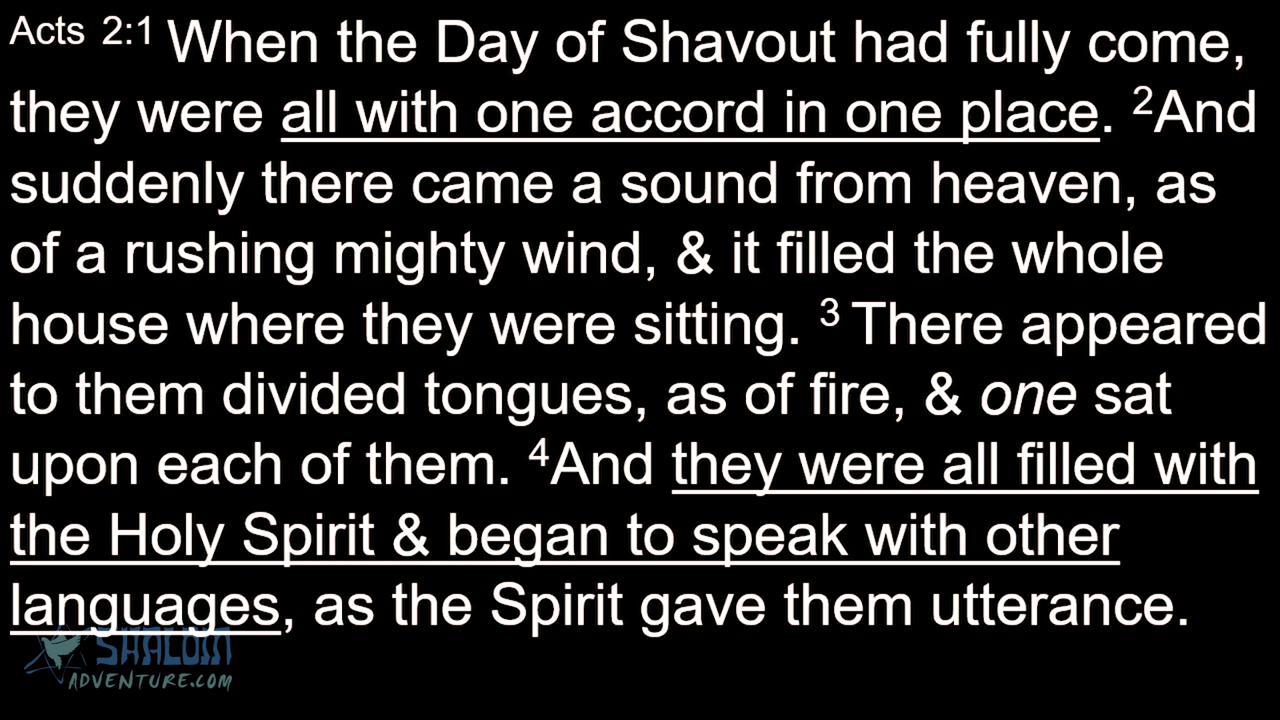 Acts 2:1 When the Day of Shavout had fully come,
they were all with one accord in one place. 2And
suddenly there came a sound from heaven, as
of a rushing mighty wind, & it filled the whole
house where they were sitting. 3 There appeared
to them divided tongues, as of fire, & one sat
upon each of them. 4And they were all filled with
the Holy Spirit & began to speak with other
languages, as the Spirit gave them utterance.
SHALOM
ADVENTURE.COM